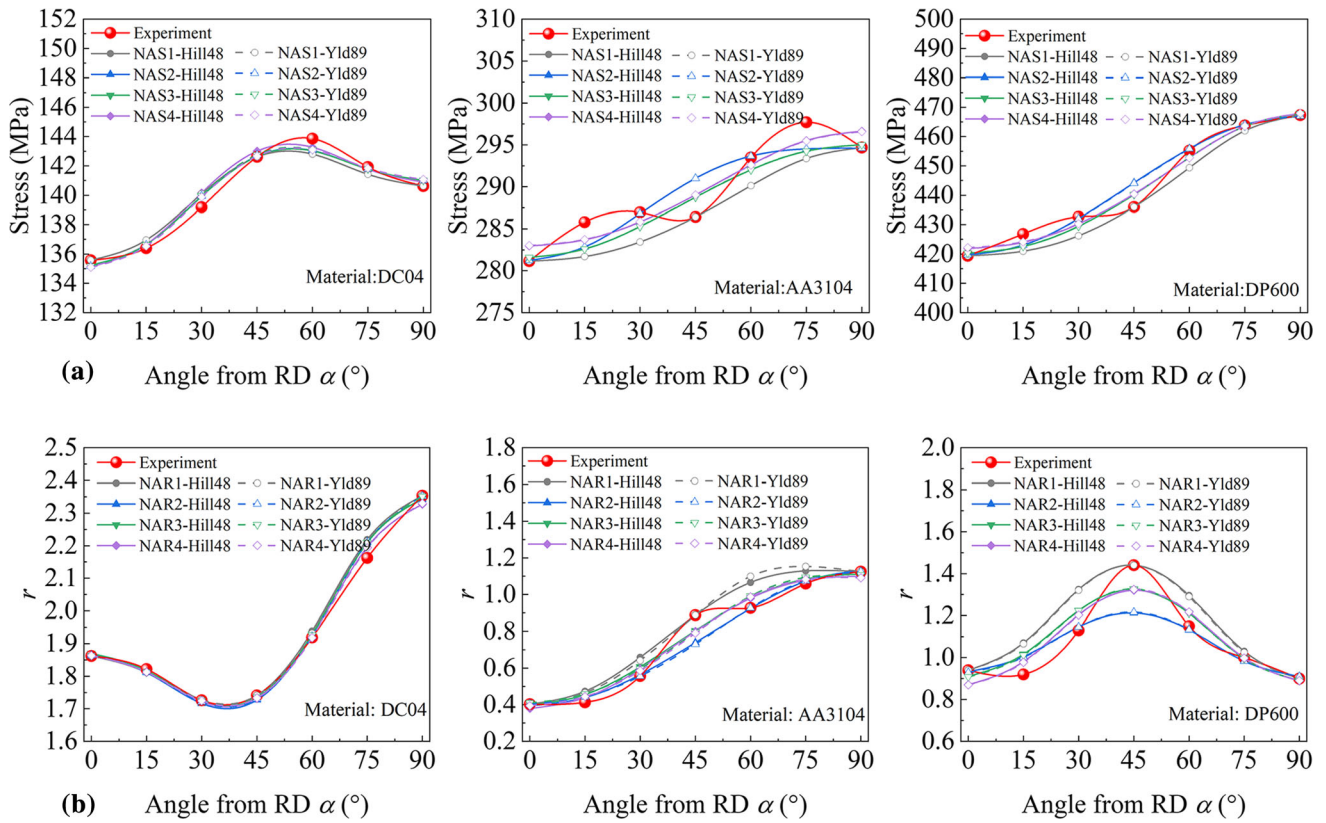 152
150
148
146
144
142
140
138
136
134
132
Stress (MPa)
Experiment
NAS1-Hill48 NAS1-Yld89
NAS2-Hill48 NAS2-Yld89
NAS3-Hill48 NAS3-Yld89
NAS4-Hill48 NAS4-Yld89
Material:DC04
0 15 30 45 60 75 90
Angle from RD α (°)
310
305
300
295
290
285
280
275
Stress (MPa)
Experiment
NAS1-Hill48 NAS1-Yld89
NAS2-Hill48 NAS2-Yld89
NAS3-Hill48 NAS3-Yld89
NAS4-Hill48 NAS4-Yld89
Material:AA3104
0 15 30 45 60 75 90
Angle from RD α (°)
500
490
480
470
460
450
440
430
420
410
400
Stress (MPa)
Experiment
NAS1-Hill48 NAS1-Yld89
NAS2-Hill48 NAS2-Yld89
NAS3-Hill48 NAS3-Yld89
NAS4-Hill48 NAS4-Yld89
Material:DP600
0 15 30 45 60 75 90
Angle from RD α (°)
(a)
2.5
2.4
2.3
2.2
2.1
2.0
1.9
1.8
1.7
1.6
r
Experiment
NAR1-Hill48 NAR1-Yld89
NAR2-Hill48 NAR2-Yld89
NAR3-Hill48 NAR3-Yld89
NAR4-Hill48 NAR4-Yld89
Material: DC04
0 15 30 45 60 75 90
Angle from RD α (°)
1.8
1.6
1.4
1.2
1.0
0.8
0.6
0.4
0.2
r
Experiment
NAR1-Hill48 NAR1-Yld89
NAR2-Hill48 NAR2-Yld89
NAR3-Hill48 NAR3-Yld89
NAR4-Hill48 NAR4-Yld89
Material: AA3104
0 15 30 45 60 75 90
Angle from RD α (°)
2.0
1.8
1.6
1.4
1.2
1.0
0.8
0.6
r
Experiment
NAR1-Hill48 NAR1-Yld89
NAR2-Hill48 NAR2-Yld89
NAR3-Hill48 NAR3-Yld89
NAR4-Hill48 NAR4-Yld89
Material: DP600
0 15 30 45 60 75 90
Angle from RD α (°)
(b)